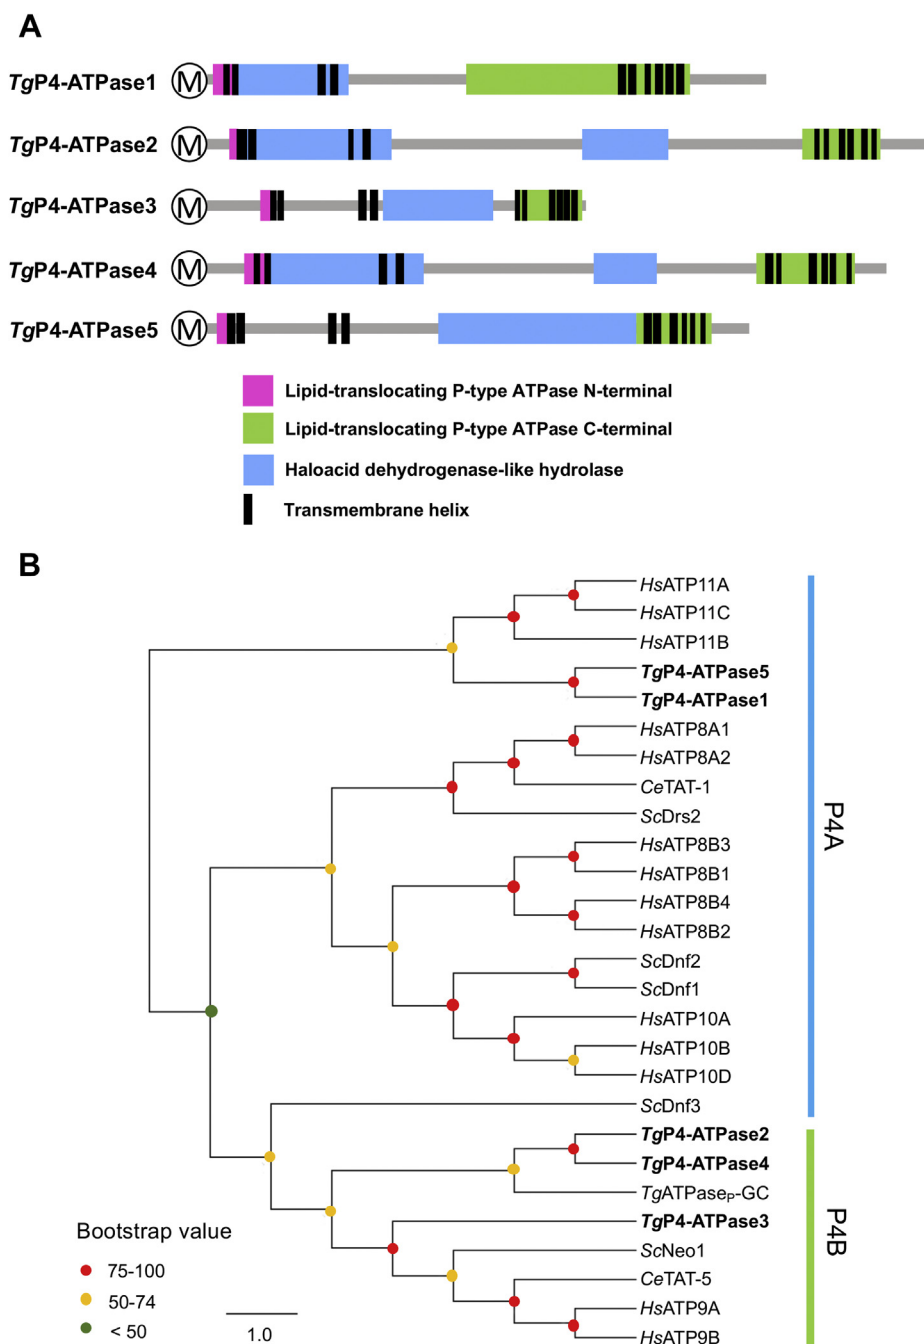 A
TgP4-ATPase1 M
TgP4-ATPase2 M
TgP4-ATPase3 M
TgP4-ATPase4 M
TgP4-ATPase5 M
Lipid-translocating P-type ATPase N-terminal
Lipid-translocating P-type ATPase C-terminal
Haloacid dehydrogenase-like hydrolase
Transmembrane helix
B
HsATP11A
HsATP11C
HsATP11B
TgP4-ATPase5
TgP4-ATPase1
HsATP8A1
HsATP8A2
CeTAT-1
ScDrs2
HsATP8B3
HsATP8B1
HsATP8B4
HsATP8B2
ScDnf2
ScDnf1
HsATP10A
HsATP10B
HsATP10D
ScDnf3
P4A
TgP4-ATPase2
TgP4-ATPase4
TgATPaseP-GC
TgP4-ATPase3
ScNeo1
CeTAT-5
HsATP9A
HsATP9B
P4B
Bootstrap value
75-100
50-74
< 50
1.0